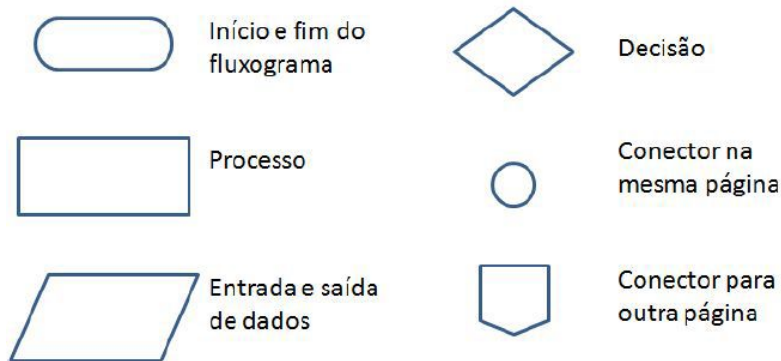 Início e fim do
fluxograma
Decisão
Processo
Conector na
mesma página
Entrada e saída
de dados
Conector para
outra página